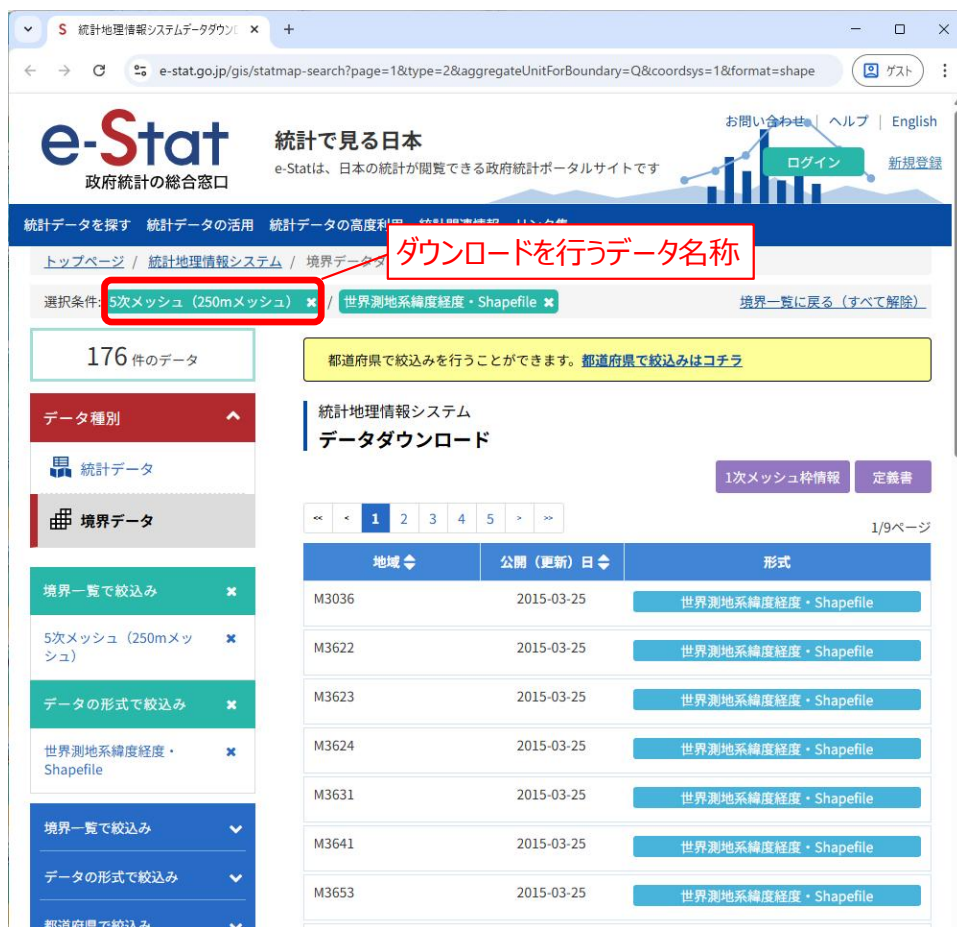 統計地理情報システムデータダウン
e-stat.go.jp/gis/statmap-search?page=1&type=2&aggregateUnitForBoundary=Q&coordsys=1&format=shape
ゲスト
e-Stat
政府統計の総合窓口
統計で見る日本
e-Statは、日本の統計が閲覧できる政府統計ポータルサイトです
お問い合わせ | ヘルプ | English
ログイン
新規登録
統計データを探す 統計データの活用 統計データの高度利用 統計関連情報 リンク集
ダウンロードを行うデータ名称
トップページ / 統計地理情報システム / 境界データダ
選択条件: 5次メッシュ（250mメッシュ） × / 世界測地系緯度経度・Shapefile ×
境界一覧に戻る（すべて解除）
176 件のデータ
都道府県で絞込みを行うことができます。都道府県で絞込みはコチラ
データ種別
統計データ
境界データ
境界一覧で絞込み ×
5次メッシュ（250mメッ
シュ） ×
データの形式で絞込み ×
世界測地系緯度経度・
Shapefile ×
境界一覧で絞込み
データの形式で絞込み
都道府県で絞込み
統計地理情報システム
データダウンロード
1次メッシュ枠情報 定義書
« ‹ 1 2 3 4 5 › »
1/9ページ
地域 公開（更新）日 形式
M3036 2015-03-25 世界測地系緯度経度・Shapefile
M3622 2015-03-25 世界測地系緯度経度・Shapefile
M3623 2015-03-25 世界測地系緯度経度・Shapefile
M3624 2015-03-25 世界測地系緯度経度・Shapefile
M3631 2015-03-25 世界測地系緯度経度・Shapefile
M3641 2015-03-25 世界測地系緯度経度・Shapefile
M3653 2015-03-25 世界測地系緯度経度・Shapefile